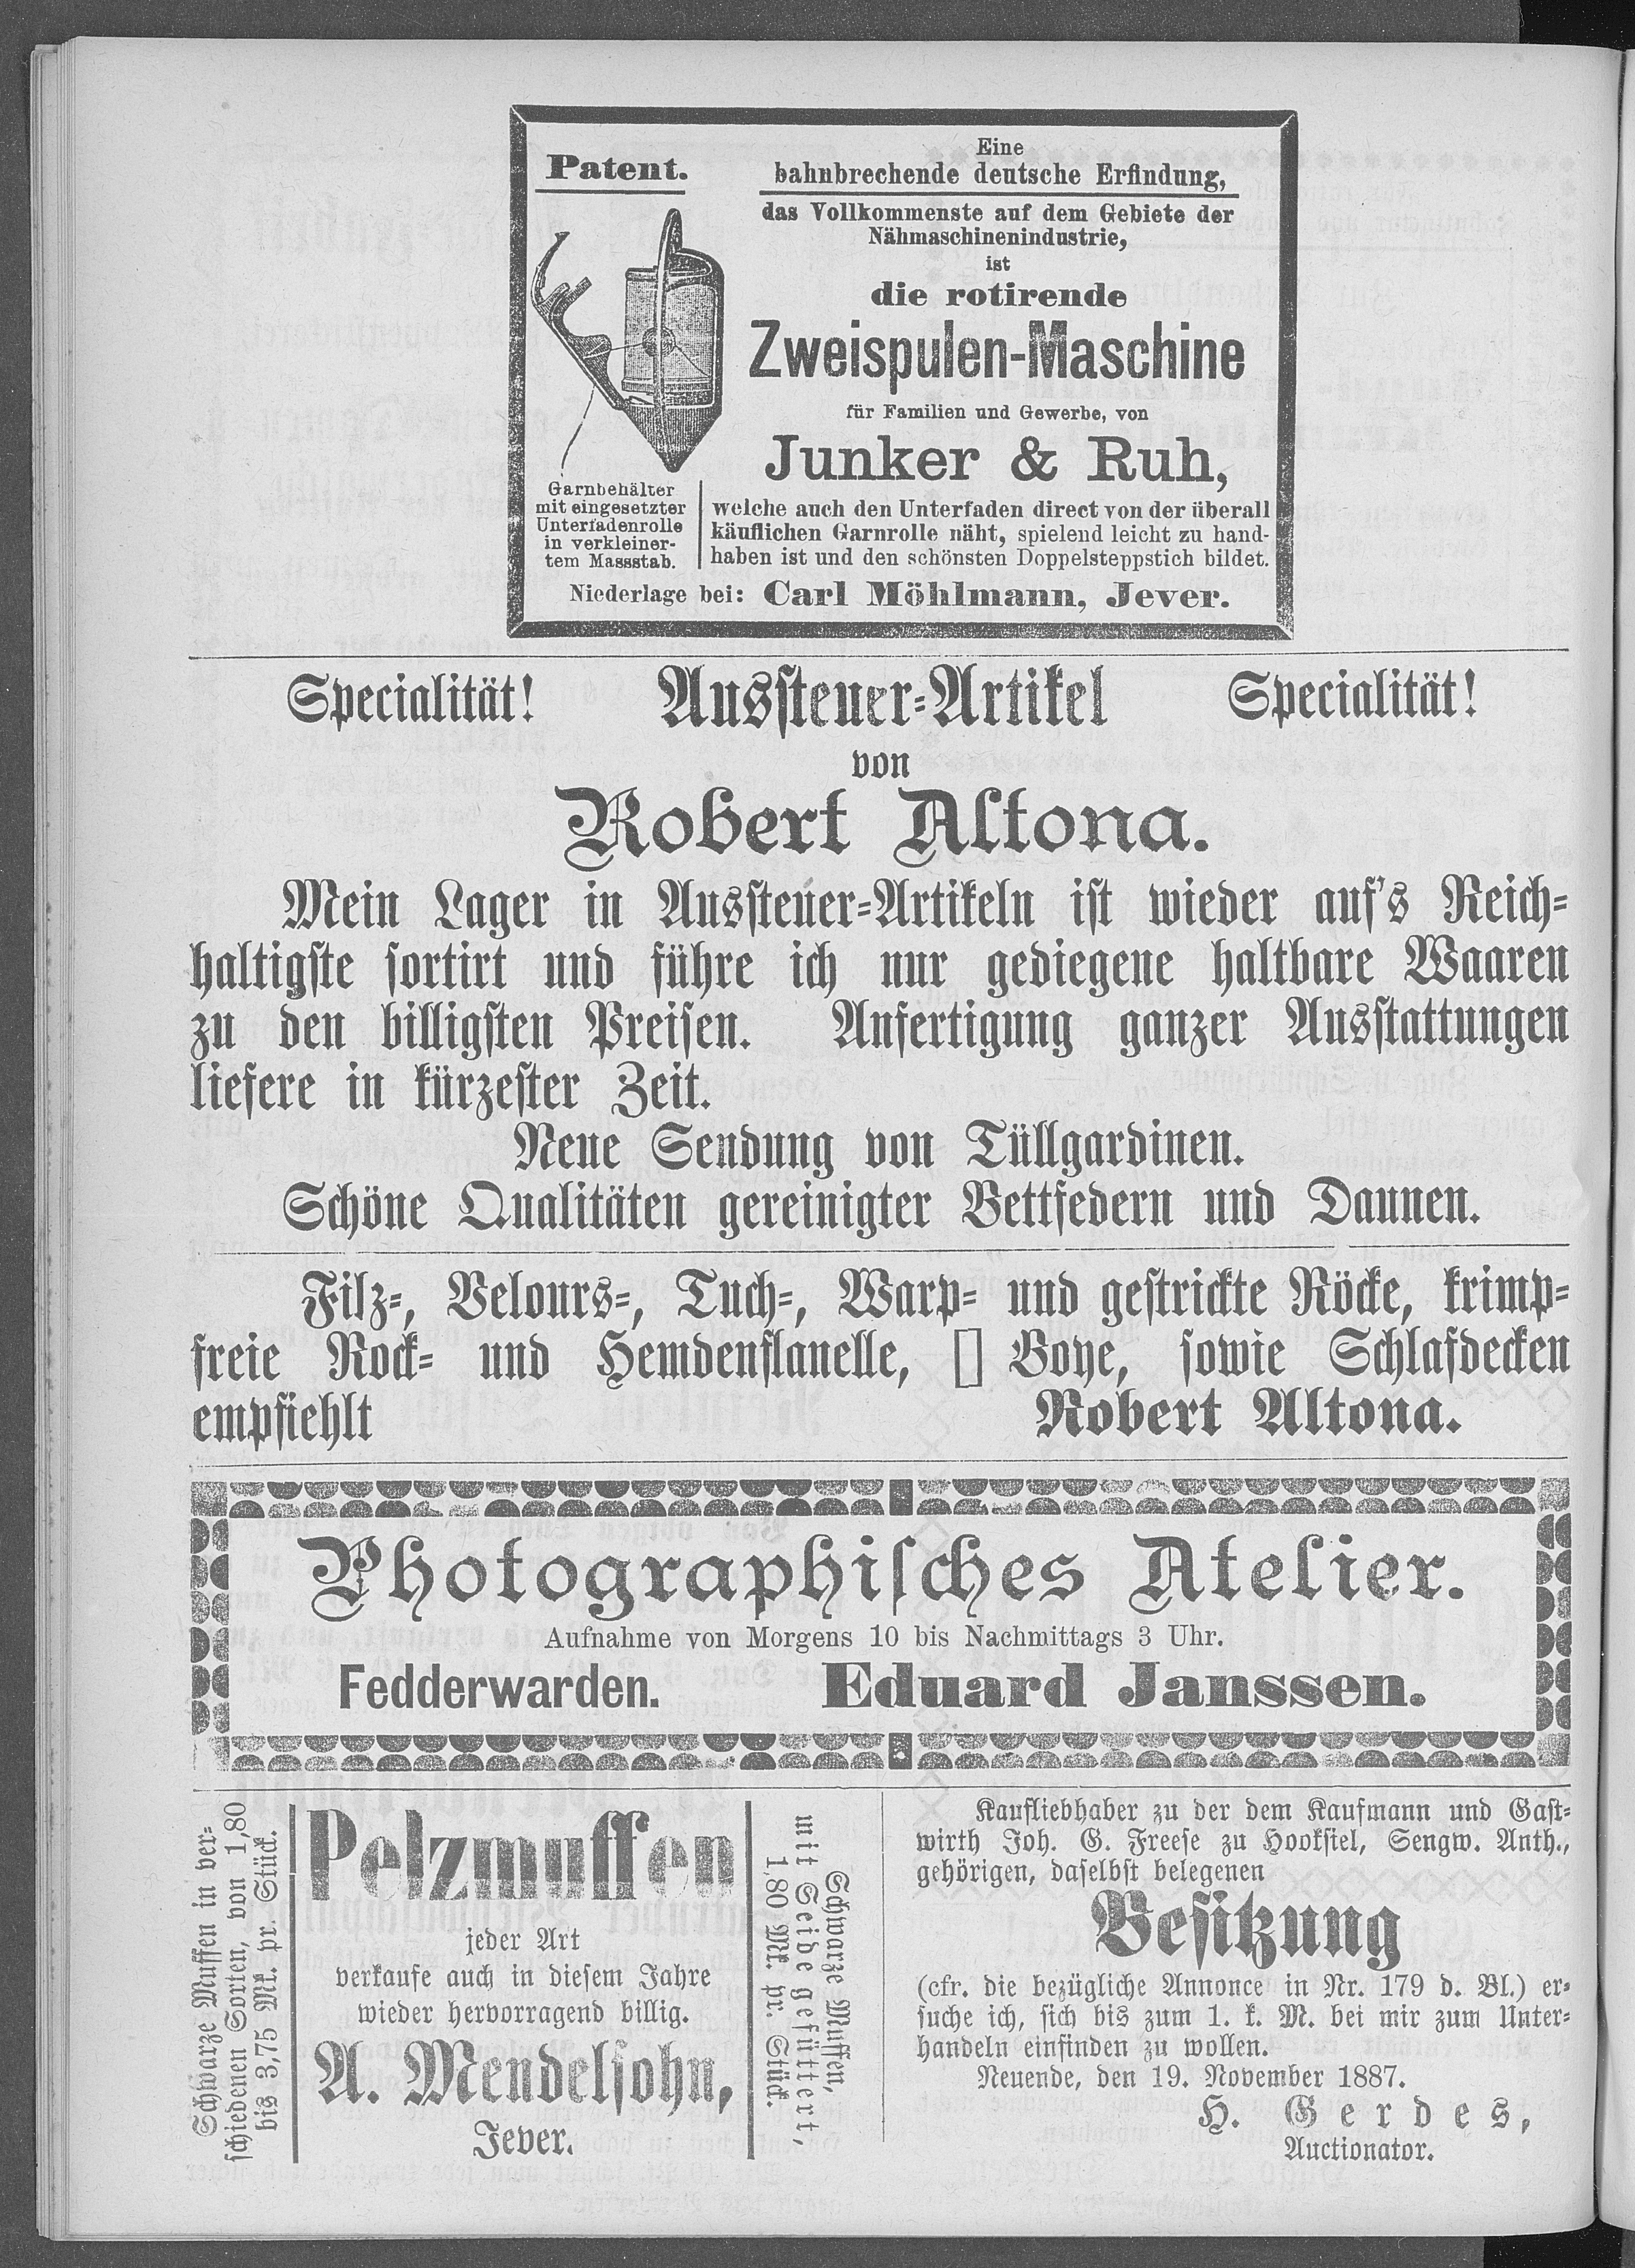 Patent.
Eine
bahnbrechende deutsche Erfindung,
das Vollkommenste auf dem Gebiete der
Nähmaschinenindustrie,
ist
die rotirende
Zweispulen-Maschine
für Familien und Gewerbe, von
Junker & Ruh,
Garnbehälter
mit eingesetzter
Unterfadenrolle
in verkleiner-
tem Massstab.
welche auch den Unterfaden direct von der überall
käuflichen Garnrolle näht, spielend leicht zu hand-
haben ist und den schönsten Doppelsteppstich bildet.
Niederlage bei: Carl Möhlmann, Jever.
Specialität! Aussteuer-Artikel Specialität!
von
Robert Altona.
Mein Lager in Aussteuer-Artikeln ist wieder auf's Reich-
haltigste sortirt und führe ich nur gediegene haltbare Waaren
zu den billigsten Preisen. Anfertigung ganzer Ausstattungen
liefere in kürzester Zeit.
Neue Sendung von Tüllgardinen.
Schöne Qualitäten gereinigter Bettfedern und Daunen.
Filz-, Velours-, Tuch-, Warp- und gestrickte Röcke, krimp-
freie Rock- und Hemdenflanelle, [] Boye, sowie Schlafdecken
empfiehlt Robert Altona.
Photographisches Atelier.
Aufnahme von Morgens 10 bis Nachmittags 3 Uhr.
Fedderwarden. Eduard Janssen.
Schwarze Muffen in ver-
schiedenen Sorten, von 1,80
bis 3,75 Mk. pr. Stück.
Pelzmuffen
jeder Art
verkaufe auch in diesem Jahre
wieder hervorragend billig.
A. Mendelsohn,
Jever.
Schwarze Muffen,
mit Seide gefüttert,
1.80 Mk. pr. Stück.
Kaufliebhaber zu der dem Kaufmann und Gast-
wirth Joh. G. Freese zu Hooksiel, Sengw. Anth.,
gehörigen, daselbst belegenen
Besitzung
(cfr. die bezügliche Annonce in Nr. 179 d. Bl.) er-
suche ich, sich bis zum 1. k. M. bei mir zum Unter-
handeln einfinden zu wollen.
Neuende, den 19. November 1887.
H. Gerdes,
Auctionator.